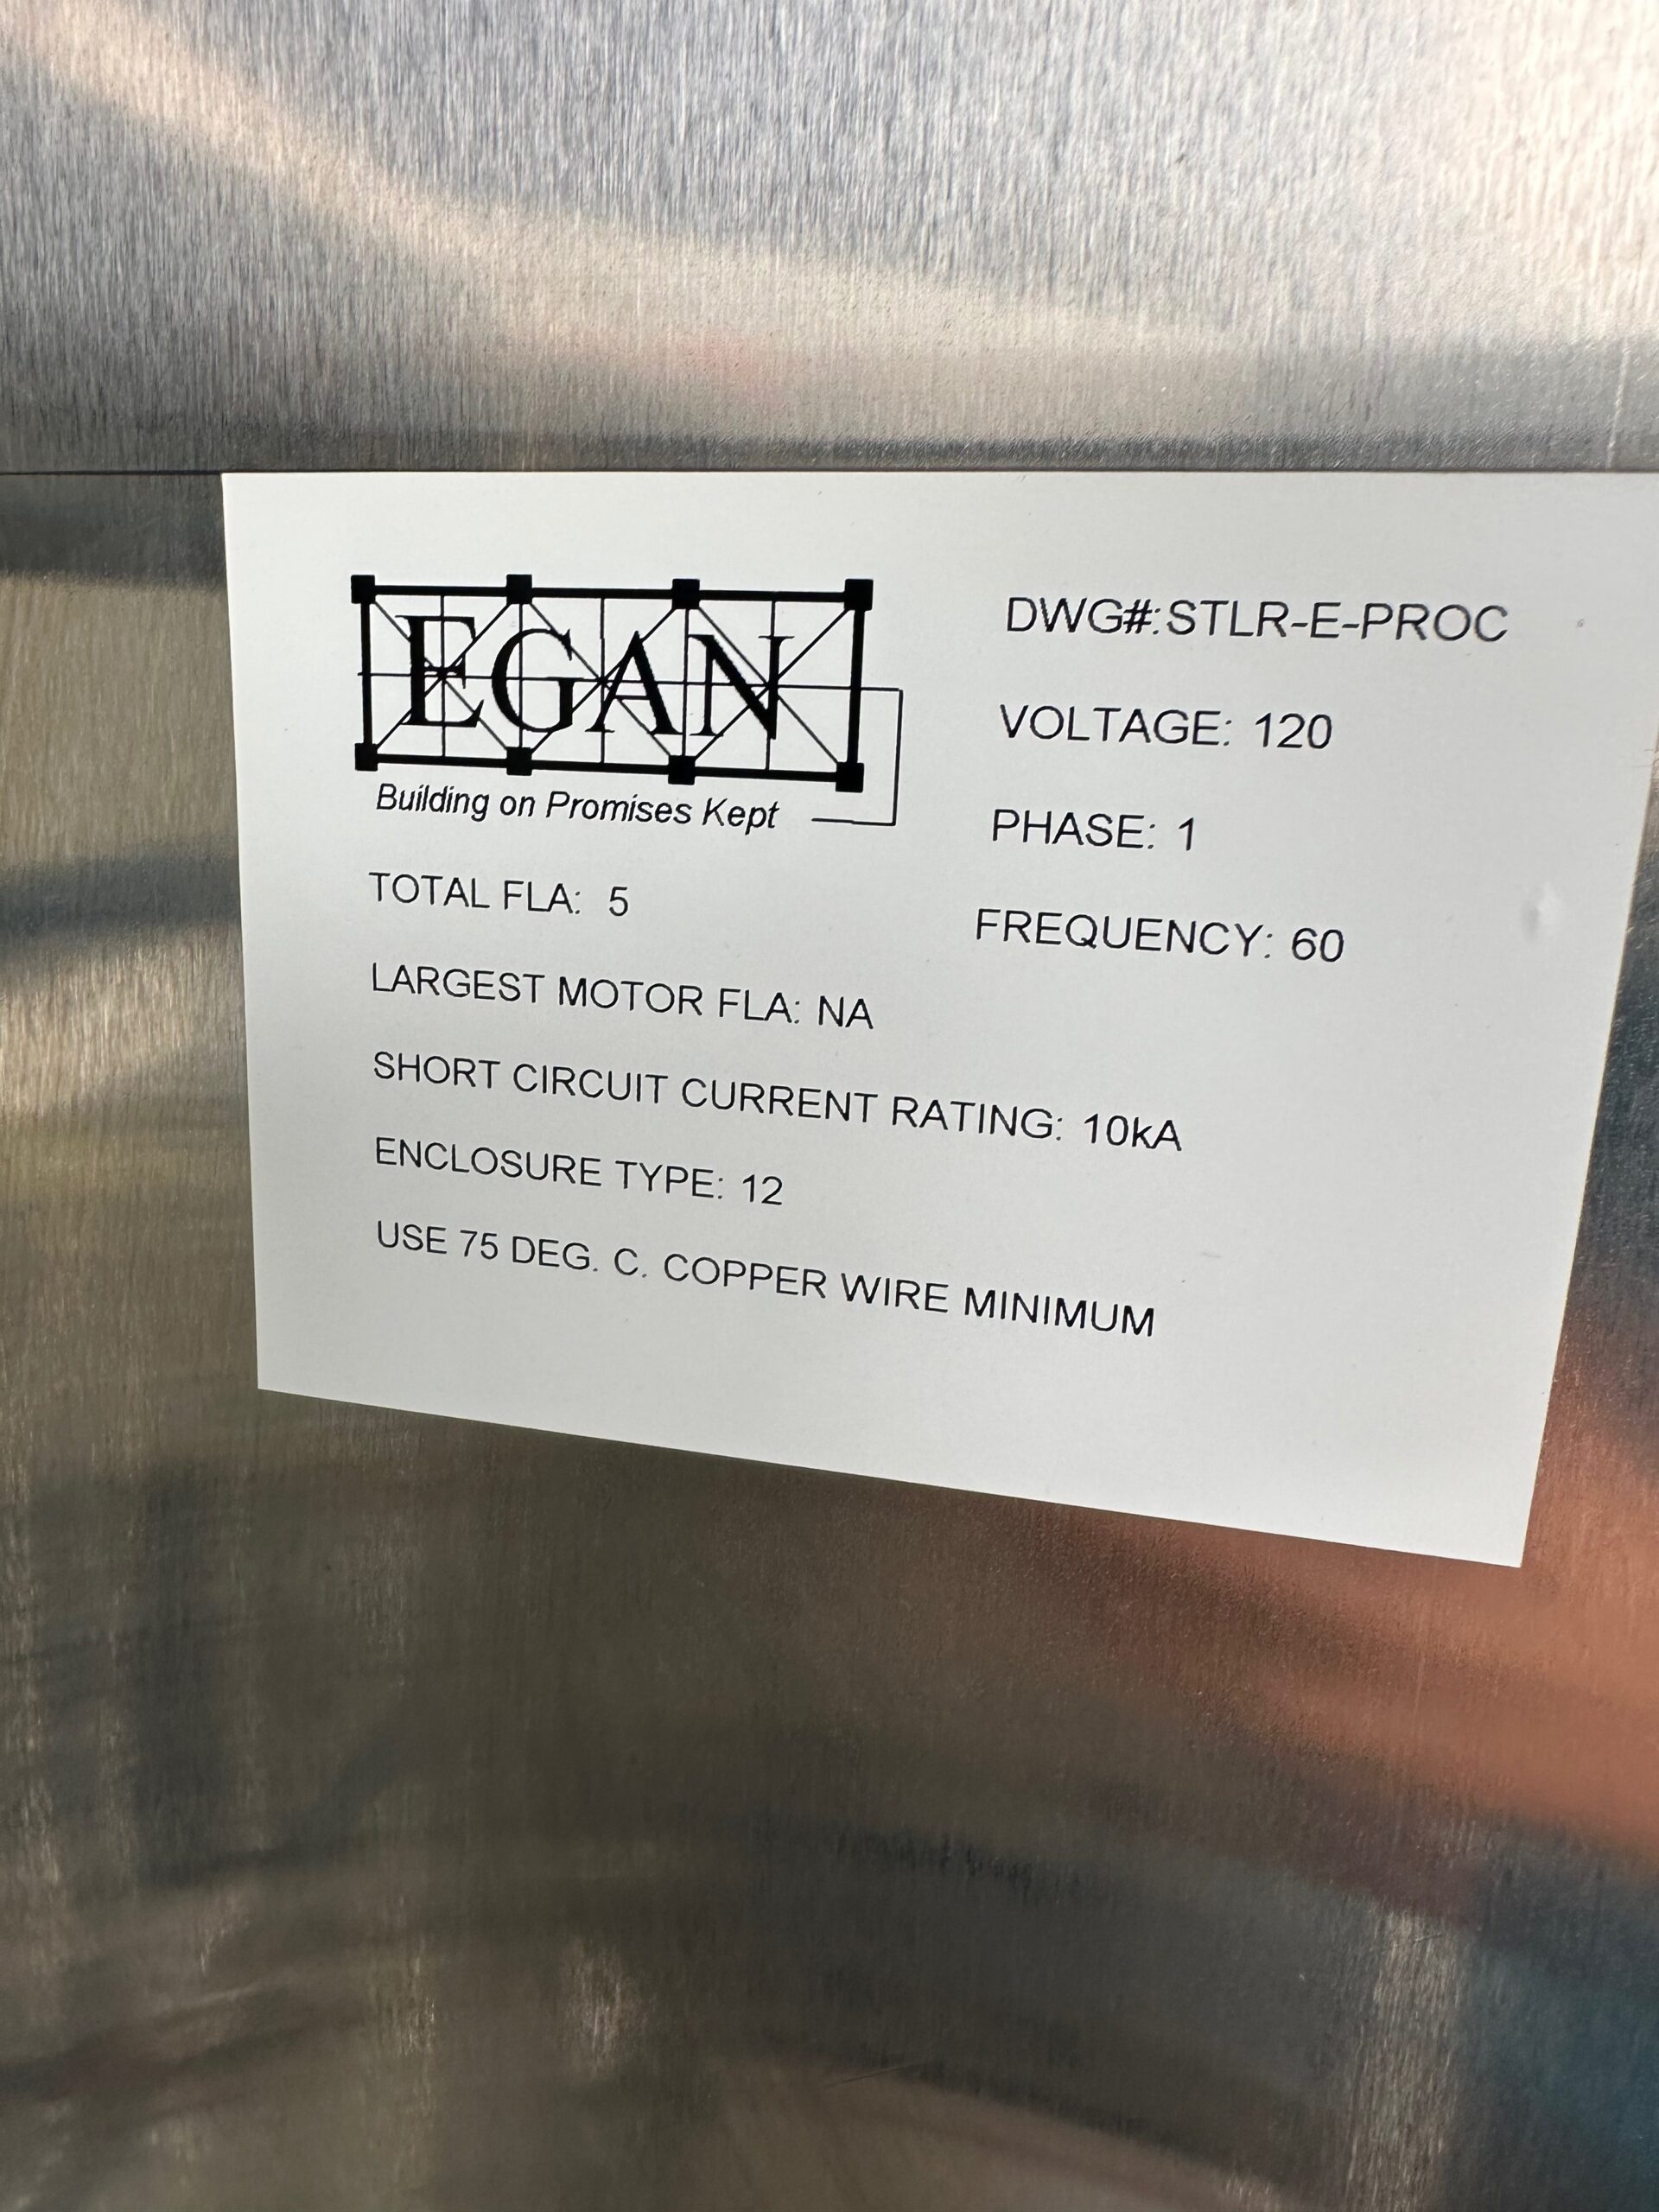 EGAN
Building on Promises Kept
DWG#:STLR-E-PROC
VOLTAGE: 120
PHASE: 1
FREQUENCY: 60
TOTAL FLA: 5
LARGEST MOTOR FLA: NA
SHORT CIRCUIT CURRENT RATING: 10kA
ENCLOSURE TYPE: 12
USE 75 DEG. C. COPPER WIRE MINIMUM